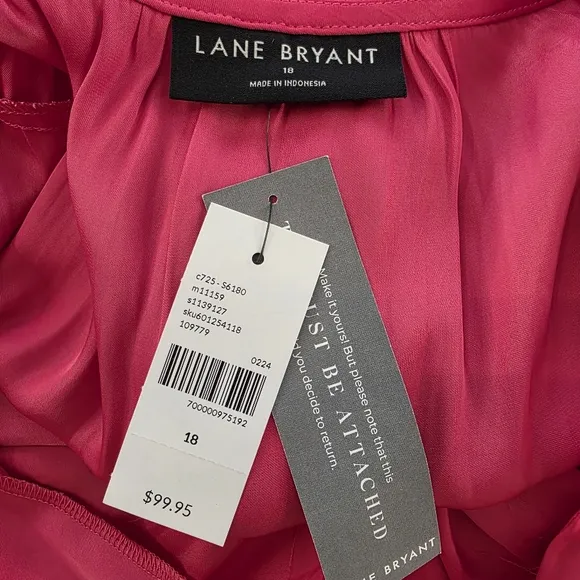 LANE BRYANT
18
MADE IN INDONESIA
c725 - 56180
m11159
s1139127
sku601254118
109779
0224
700000975192
18
$99.95
Make it yours! But please note that this
UST BE ATTACHED
you decide to return.
NE BRYANT